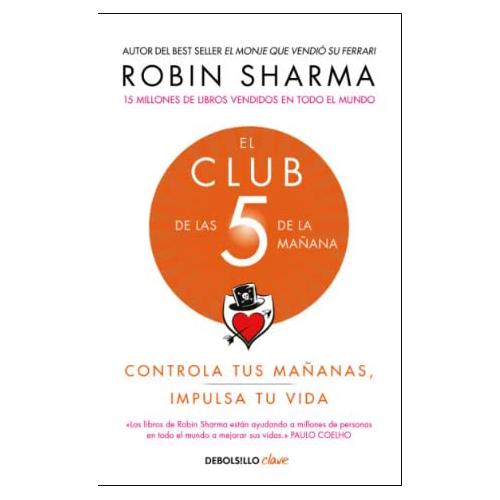 AUTOR DEL BEST SELLER EL MONJE QUE VENDIÓ SU FERRARI
ROBIN SHARMA
15 MILLONES DE LIBROS VENDIDOS EN TODO EL MUNDO
EL
CLUB
DE LAS 5 DE LA
MAÑANA
CONTROLA TUS MAÑANAS,
IMPULSA TU VIDA
«Los libros de Robin Sharma están ayudando a millones de personas
en todo el mundo a mejorar sus vidas.» PAULO COELHO
DEBOLS!LLO clave